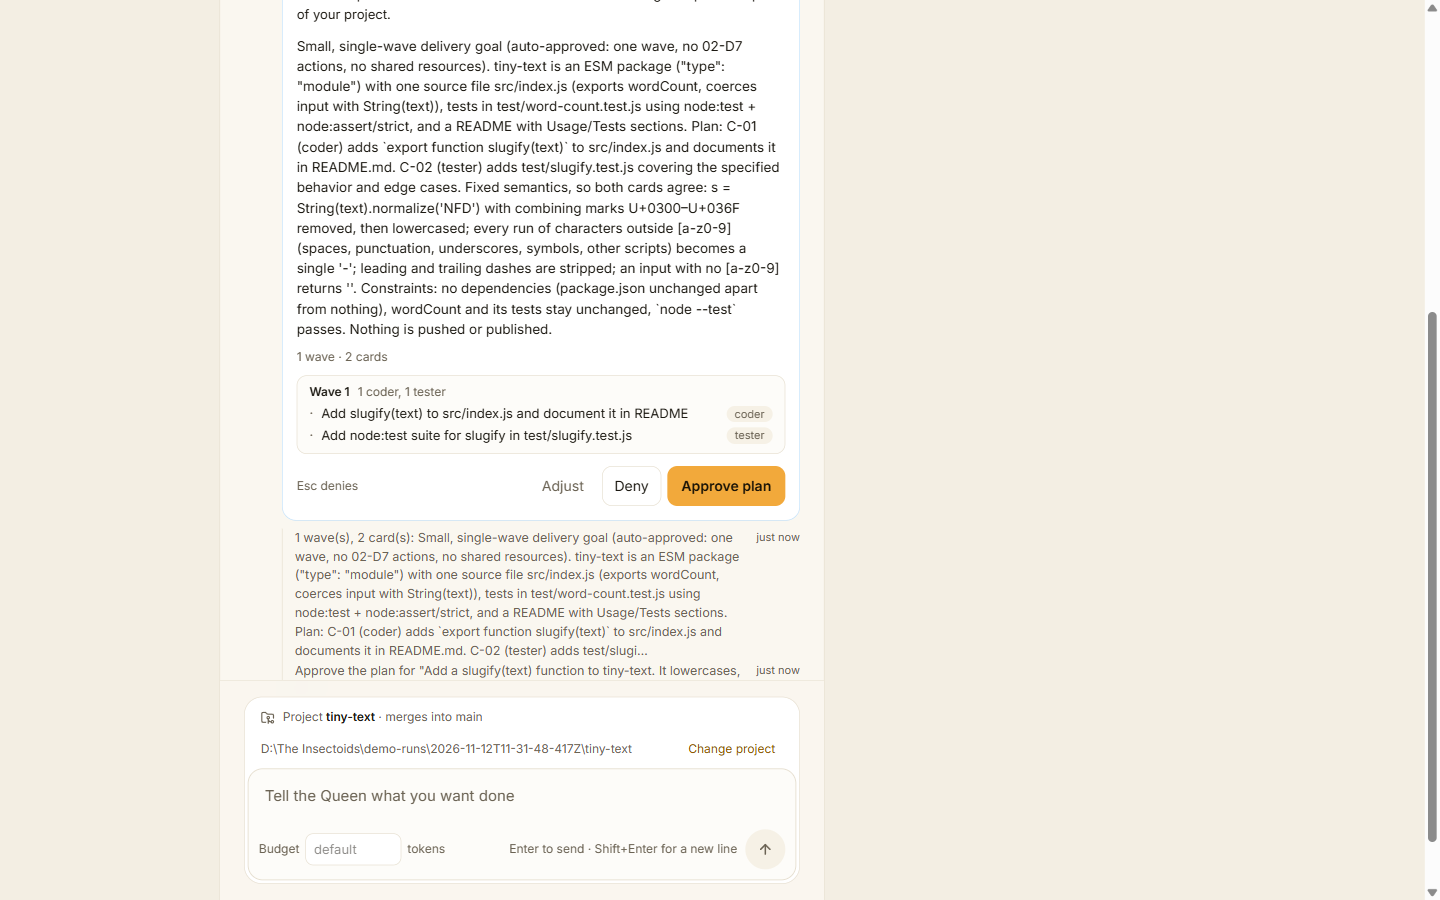 of your project.
Small, single-wave delivery goal (auto-approved: one wave, no 02-D7
actions, no shared resources). tiny-text is an ESM package ("type":
"module") with one source file src/index.js (exports wordCount, coerces
input with String(text)), tests in test/word-count.test.js using node:test +
node:assert/strict, and a README with Usage/Tests sections. Plan: C-01
(coder) adds `export function slugify(text)` to src/index.js and documents it
in README.md. C-02 (tester) adds test/slugify.test.js covering the specified
behavior and edge cases. Fixed semantics, so both cards agree: s =
String(text).normalize('NFD') with combining marks U+0300–U+036F
removed, then lowercased; every run of characters outside [a-z0-9]
(spaces, punctuation, underscores, symbols, other scripts) becomes a
single '-'; leading and trailing dashes are stripped; an input with no [a-z0-9]
returns ''. Constraints: no dependencies (package.json unchanged apart
from nothing), wordCount and its tests stay unchanged, `node --test`
passes. Nothing is pushed or published.
1 wave · 2 cards
Wave 1 1 coder, 1 tester
· Add slugify(text) to src/index.js and document it in README coder
· Add node:test suite for slugify in test/slugify.test.js tester
Esc denies Adjust Deny Approve plan
1 wave(s), 2 card(s): Small, single-wave delivery goal (auto-approved: one just now
wave, no 02-D7 actions, no shared resources). tiny-text is an ESM package
("type": "module") with one source file src/index.js (exports wordCount,
coerces input with String(text)), tests in test/word-count.test.js using
node:test + node:assert/strict, and a README with Usage/Tests sections.
Plan: C-01 (coder) adds `export function slugify(text)` to src/index.js and
documents it in README.md. C-02 (tester) adds test/slugi...
Approve the plan for "Add a slugify(text) function to tiny-text. It lowercases, just now
Project tiny-text · merges into main
D:\The Insectoids\demo-runs\2026-11-12T11-31-48-417Z\tiny-text Change project
Tell the Queen what you want done
Budget default tokens Enter to send · Shift+Enter for a new line